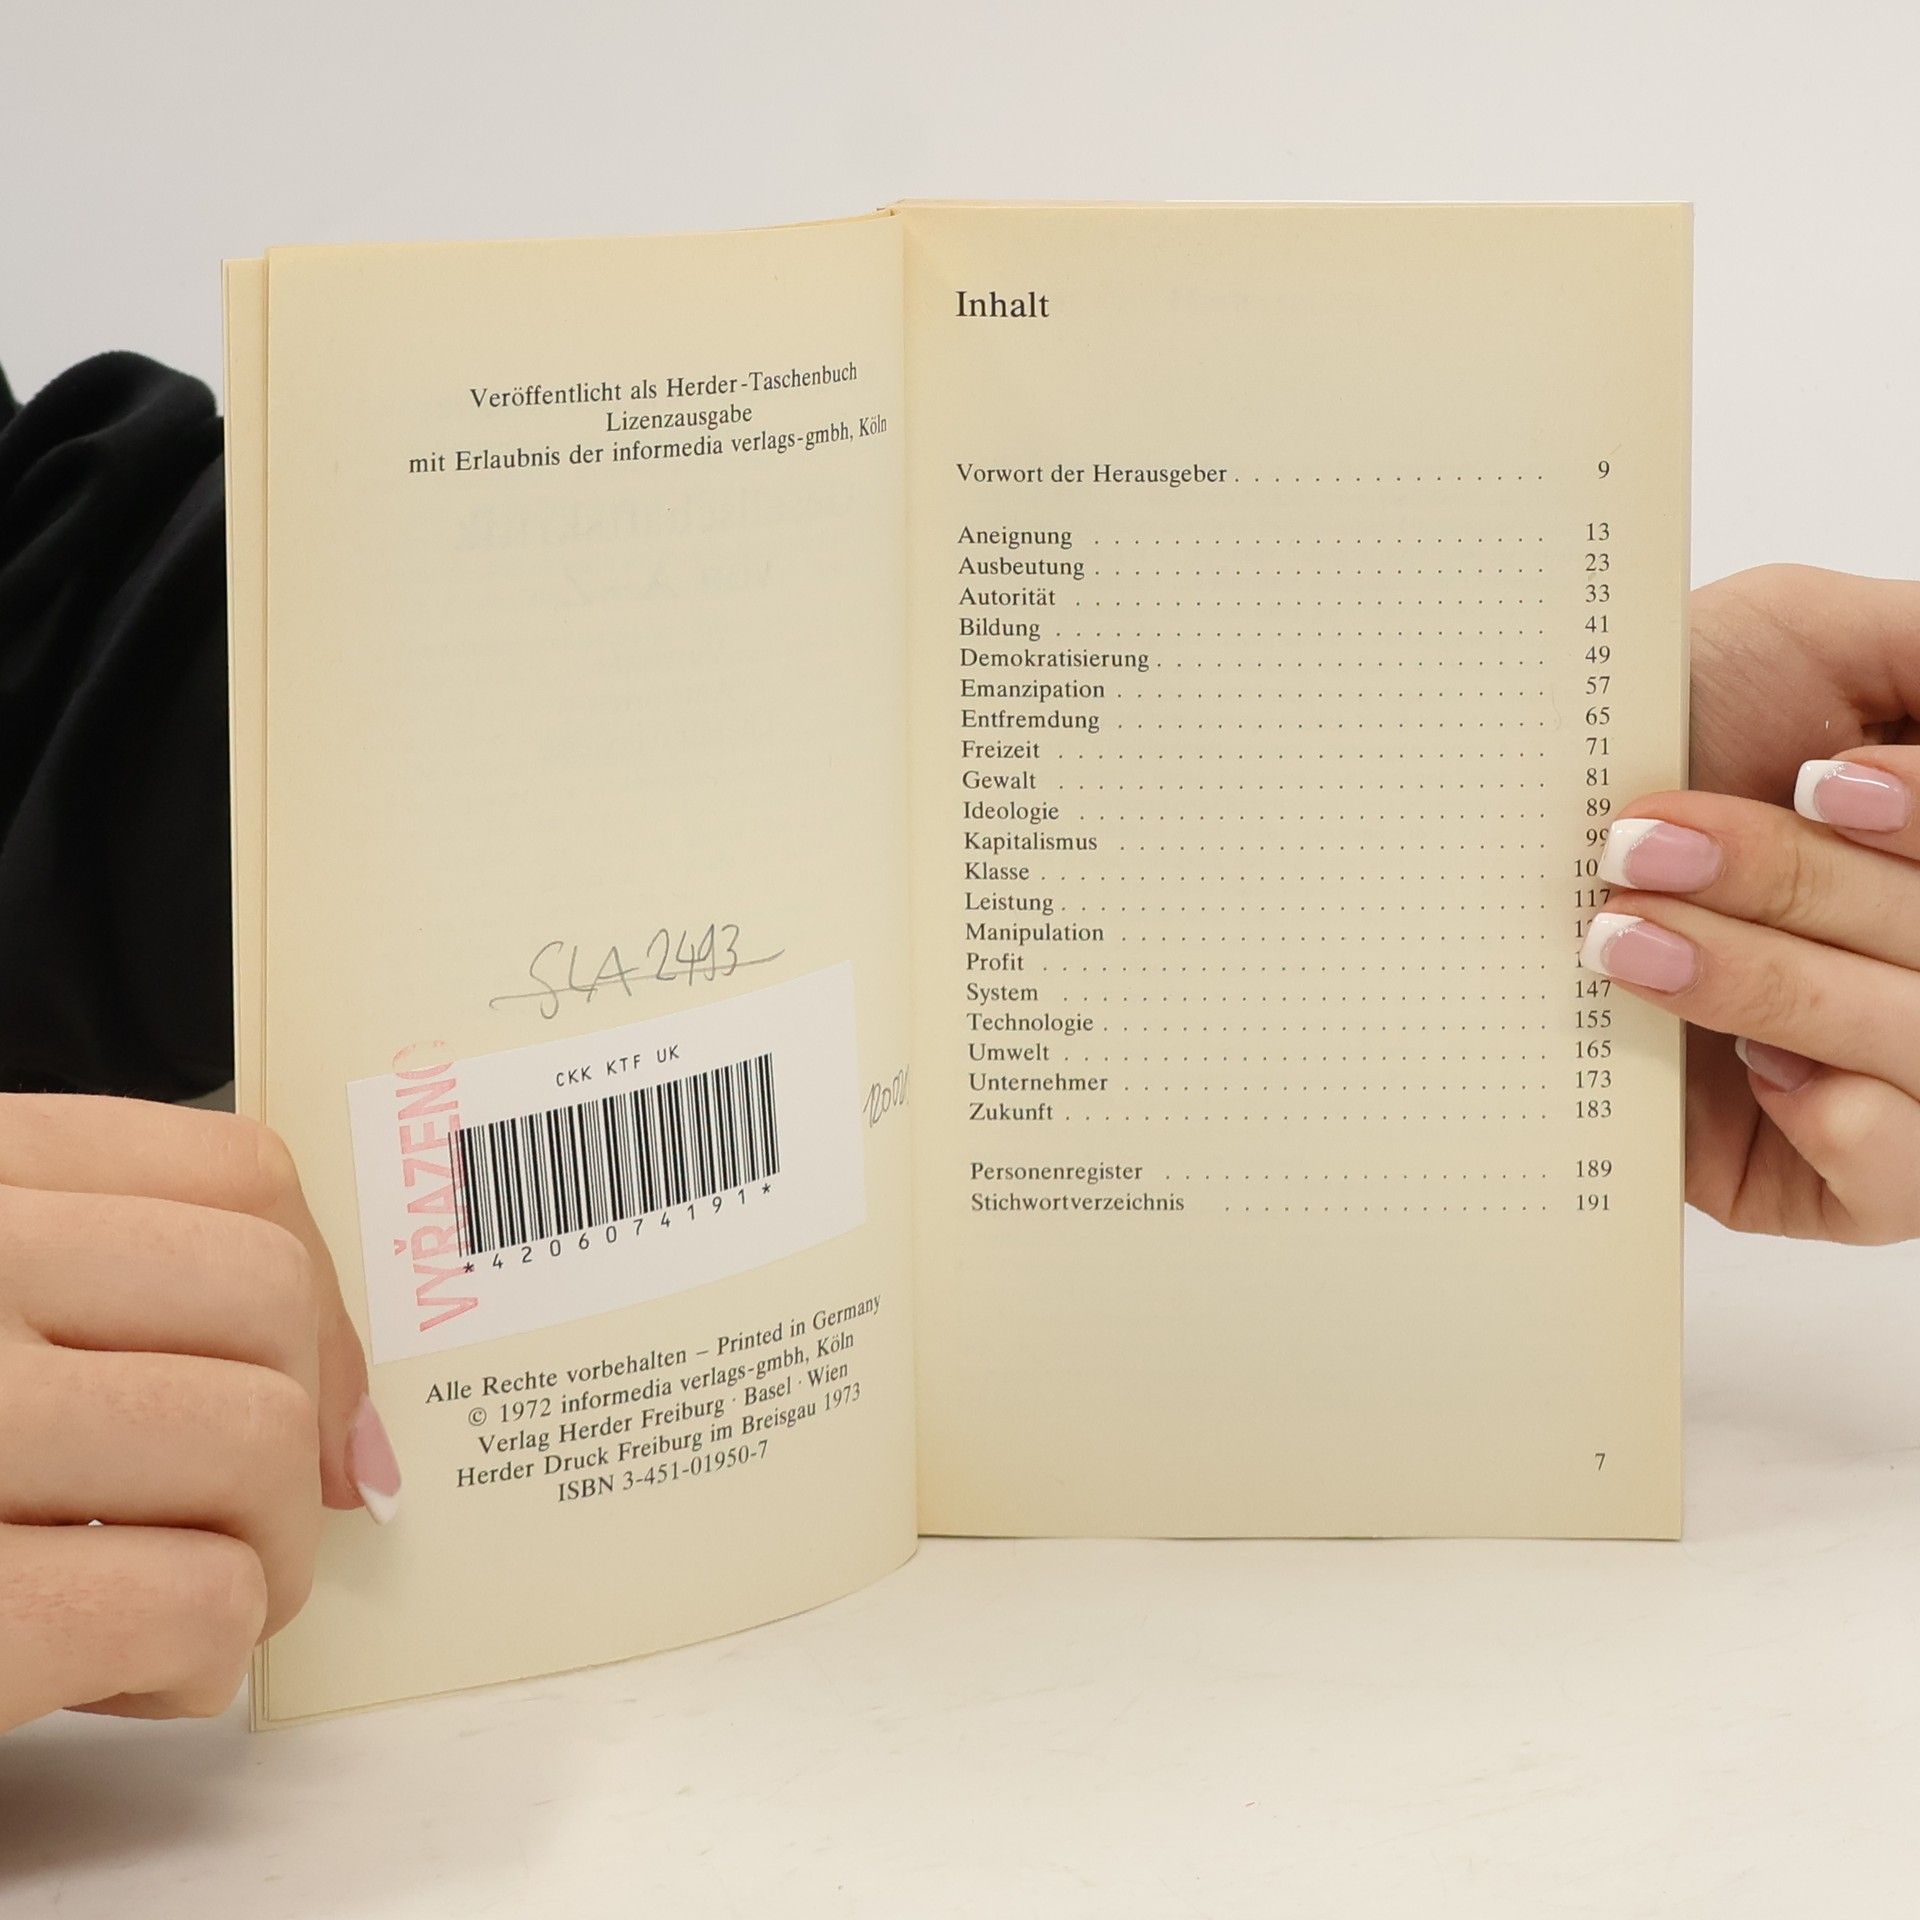 Veröffentlicht als Herder-Taschenbuch
Lizenzausgabe
mit Erlaubnis der informedia verlags-gmbh, Köln
SLA 2493
CKK KTF UK
*4206074191*
VYŘAZENO
Alle Rechte vorbehalten – Printed in Germany
© 1972 informedia verlags-gmbh, Köln
Verlag Herder Freiburg · Basel · Wien
Herder Druck Freiburg im Breisgau 1973
ISBN 3-451-01950-7
Inhalt
Vorwort der Herausgeber . . . . . . . . . . . . . . . . 9
Aneignung . . . . . . . . . . . . . . . . . . . . . . . 13
Ausbeutung . . . . . . . . . . . . . . . . . . . . . . . 23
Autorität . . . . . . . . . . . . . . . . . . . . . . . . 33
Bildung . . . . . . . . . . . . . . . . . . . . . . . . . 41
Demokratisierung . . . . . . . . . . . . . . . . . . . . 49
Emanzipation . . . . . . . . . . . . . . . . . . . . . . 57
Entfremdung . . . . . . . . . . . . . . . . . . . . . . 65
Freizeit . . . . . . . . . . . . . . . . . . . . . . . . . 71
Gewalt . . . . . . . . . . . . . . . . . . . . . . . . . 81
Ideologie . . . . . . . . . . . . . . . . . . . . . . . . 89
Kapitalismus . . . . . . . . . . . . . . . . . . . . . . 99
Klasse . . . . . . . . . . . . . . . . . . . . . . . . . .
Leistung . . . . . . . . . . . . . . . . . . . . . . . . . 117
Manipulation . . . . . . . . . . . . . . . . . . . . . .
Profit . . . . . . . . . . . . . . . . . . . . . . . . . .
System . . . . . . . . . . . . . . . . . . . . . . . . . 147
Technologie . . . . . . . . . . . . . . . . . . . . . . . 155
Umwelt . . . . . . . . . . . . . . . . . . . . . . . . . 165
Unternehmer . . . . . . . . . . . . . . . . . . . . . . 173
Zukunft . . . . . . . . . . . . . . . . . . . . . . . . . 183
Personenregister . . . . . . . . . . . . . . . . . . . . 189
Stichwortverzeichnis . . . . . . . . . . . . . . . . . 191
7